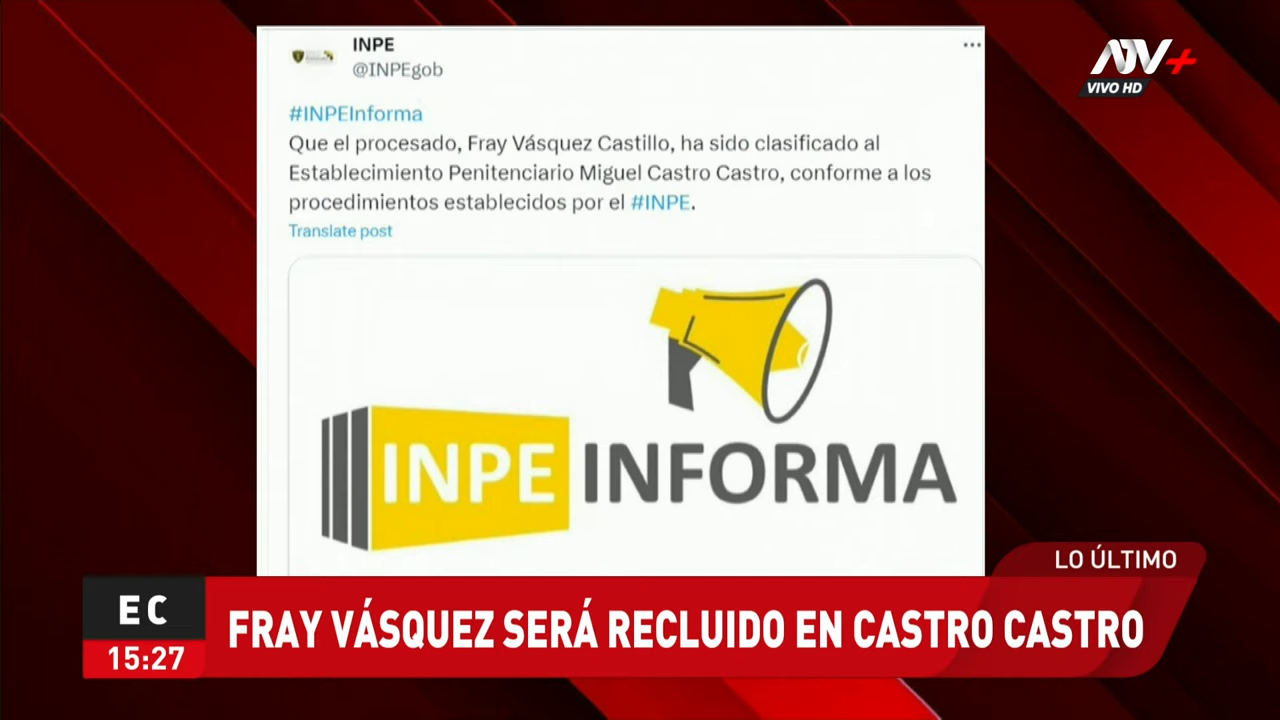 INPE
@INPEgob
...
#INPEInforma
Que el procesado, Fray Vásquez Castillo, ha sido clasificado al
Establecimiento Penitenciario Miguel Castro Castro, conforme a los
procedimientos establecidos por el #INPE.
Translate post
INPE INFORMA
ATV+
VIVO HD
LO ÚLTIMO
EC
15:27
FRAY VÁSQUEZ SERÁ RECLUIDO EN CASTRO CASTRO